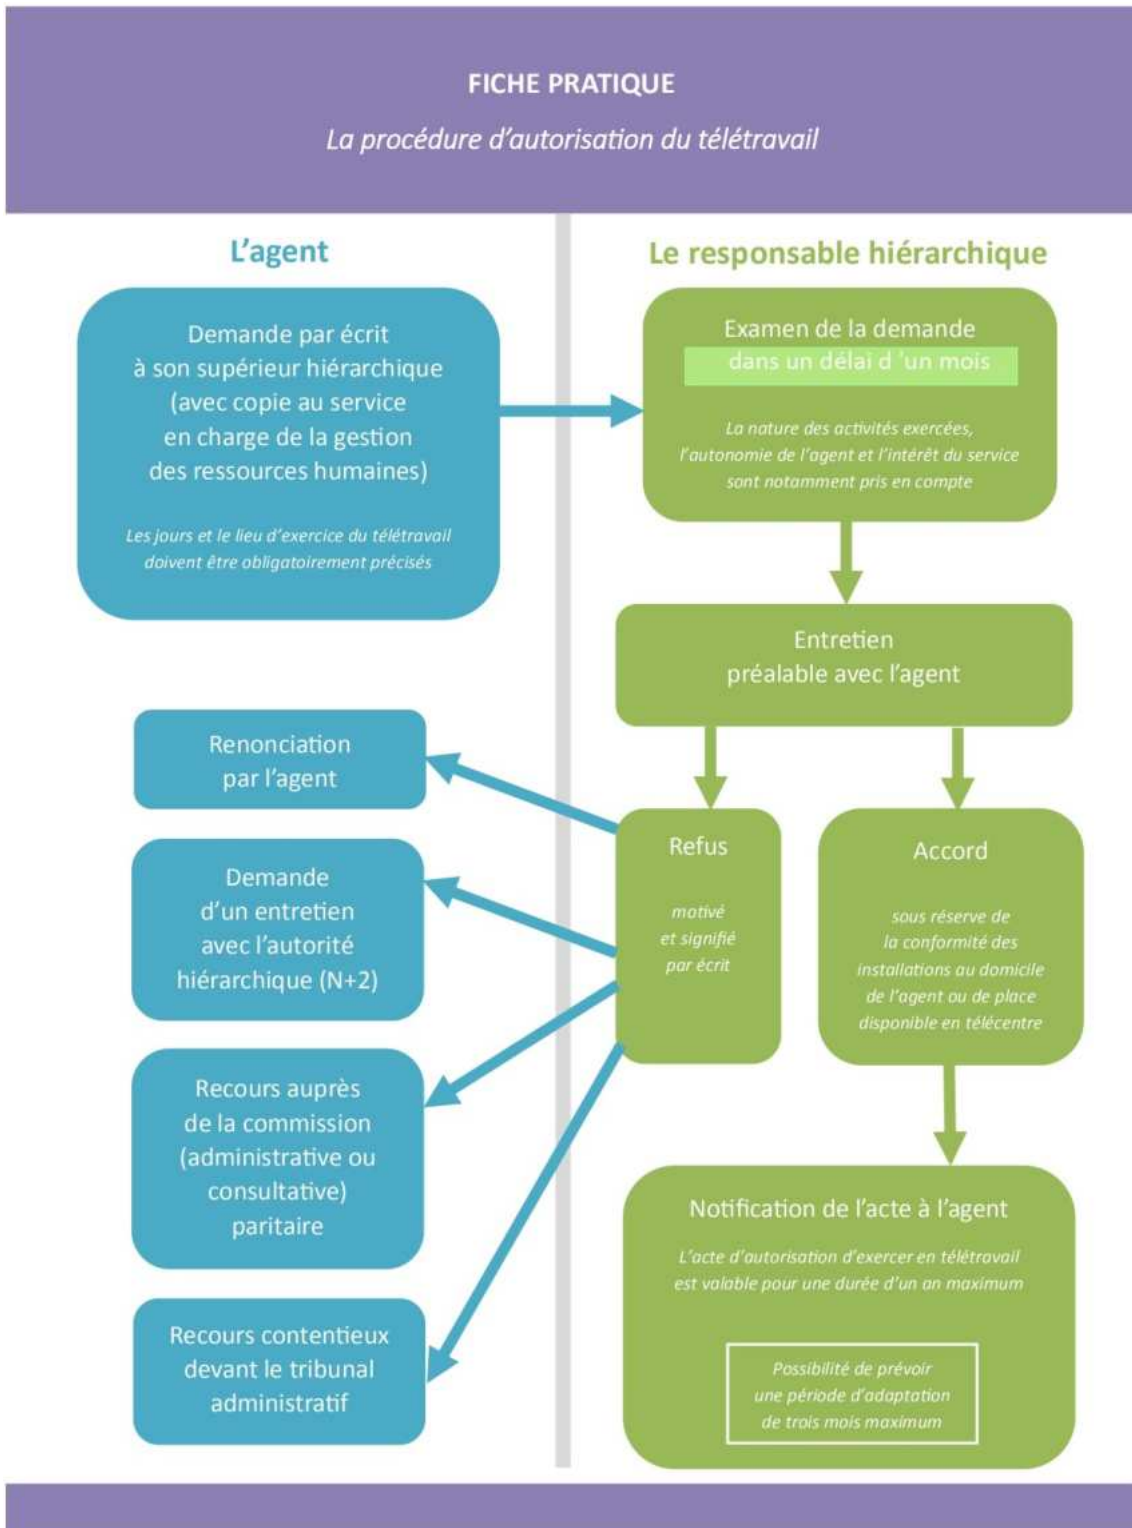 FICHE PRATIQUE
La procédure d'autorisation du télétravail
L'agent
Demande par écrit
à son supérieur hiérarchique
(avec copie au service
en charge de la gestion
des ressources humaines)
Les jours et le lieu d'exercice du télétravail
doivent être obligatoirement précisés
Le responsable hiérarchique
Examen de la demande
dans un délai d 'un mois
La nature des activités exercées,
l'autonomie de l'agent et l'intérêt du service
sont notamment pris en compte
Entretien
préalable avec l'agent
Refus
motivé
et signifié
par écrit
Accord
sous réserve de
la conformité des
installations au domicile
de l'agent ou de place
disponible en télécentre
Renonciation
par l'agent
Demande
d'un entretien
avec l'autorité
hiérarchique (N+2)
Recours auprès
de la commission
(administrative ou
consultative)
paritaire
Recours contentieux
devant le tribunal
administratif
Notification de l'acte à l'agent
L'acte d'autorisation d'exercer en télétravail
est valable pour une durée d'un an maximum
Possibilité de prévoir
une période d'adaptation
de trois mois maximum